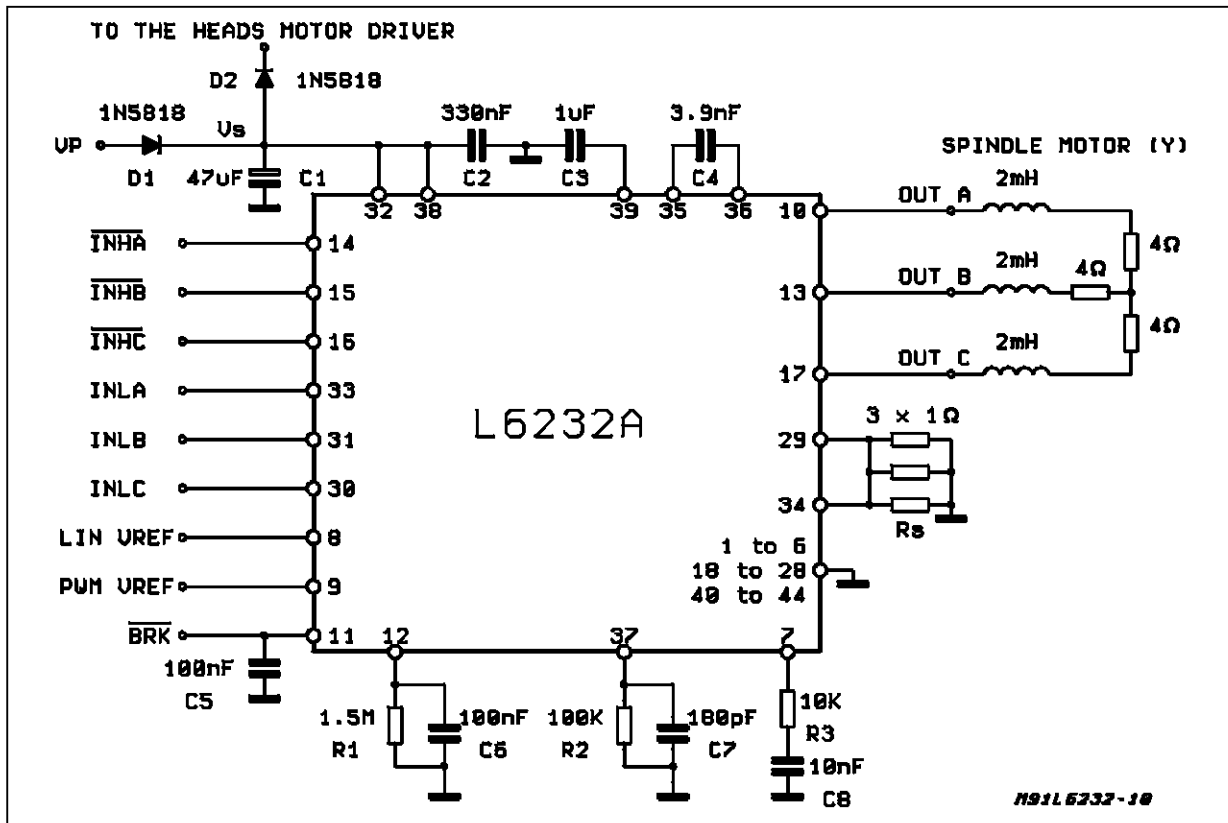 TO THE HEADS MOTOR DRIVER
D2 1N5818
1N5818
Vs
VP
D1
47uF C1
330nF
C2
1uF
C3
3.9nF
C4
SPINDLE MOTOR (Y)
32 38 39 35 36
INHA 14
INHB 15
INHC 16
INLA 33
INLB 31
INLC 30
LIN VREF 8
PWM VREF 9
BRK 11
L6232A
10 OUT A 2mH 4Ω
13 OUT B 2mH 4Ω
17 OUT C 2mH 4Ω
3 x 1Ω
29
34
Rs
1 to 6
18 to 28
40 to 44
12 37 7
100nF
C5
1.5M
R1
100nF
C6
100K
R2
180pF
C7
10K
R3
10nF
C8
M91L6232-10